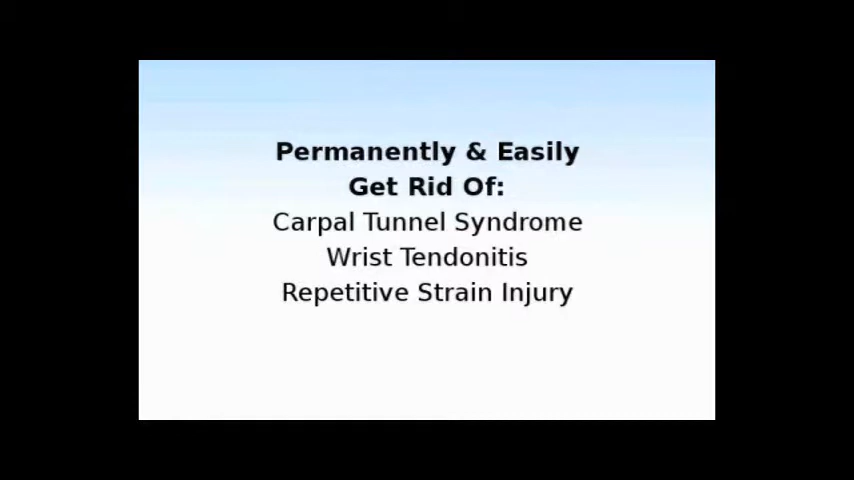 Permanently & Easily
Get Rid Of:
Carpal Tunnel Syndrome
Wrist Tendonitis
Repetitive Strain Injury